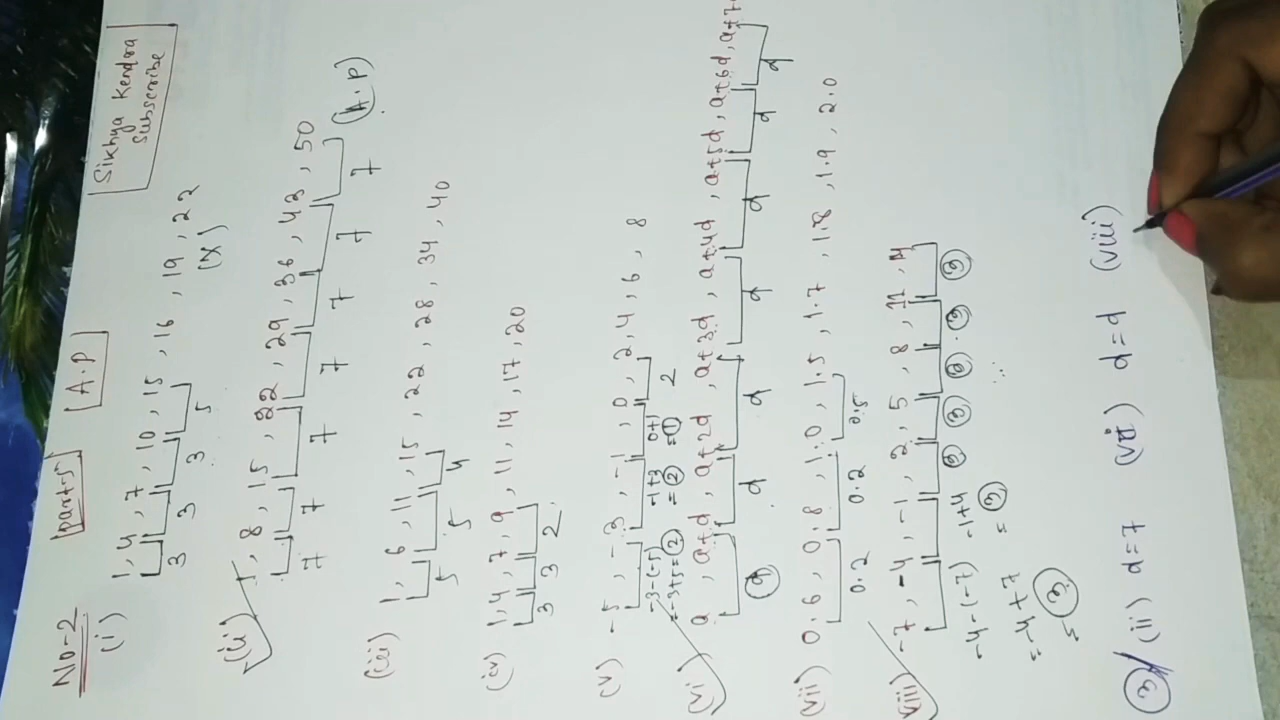 No-2 part-5 A.P Sikhya Kendra
Subscribe
(i) 1, 4, 7, 10, 15, 16, 19, 22
3 3 3 5 (X)
(ii) 1, 8, 15, 22, 29, 36, 43, 50
7 7 7 7 7 7 7 (A.P)
(iii) 1, 6, 11, 15, 22, 28, 34, 40
5 5 4
(iv) 1, 4, 7, 9, 11, 14, 17, 20
3 3 2
(v) -5, -3, -1, 0, 2, 4, 6, 8
-3-(-5) -1+3 0+1 2
=-3+5=2 =2 =1
(vi) a, a+d, a+2d, a+3d, a+4d, a+5d, a+6d, a+7
d d d d d d d
(vii) 0.6, 0.8, 1.0, 1.5, 1.7, 1.8, 1.9, 2.0
0.2 0.2 0.5
(viii) -7, -4, -1, 2, 5, 8, 11, 14
-4-(-7) -1+4 3 3 3 3 3
=-4+7 =3
=3
3/ (ii) d=7 (vi) d=d (viii)